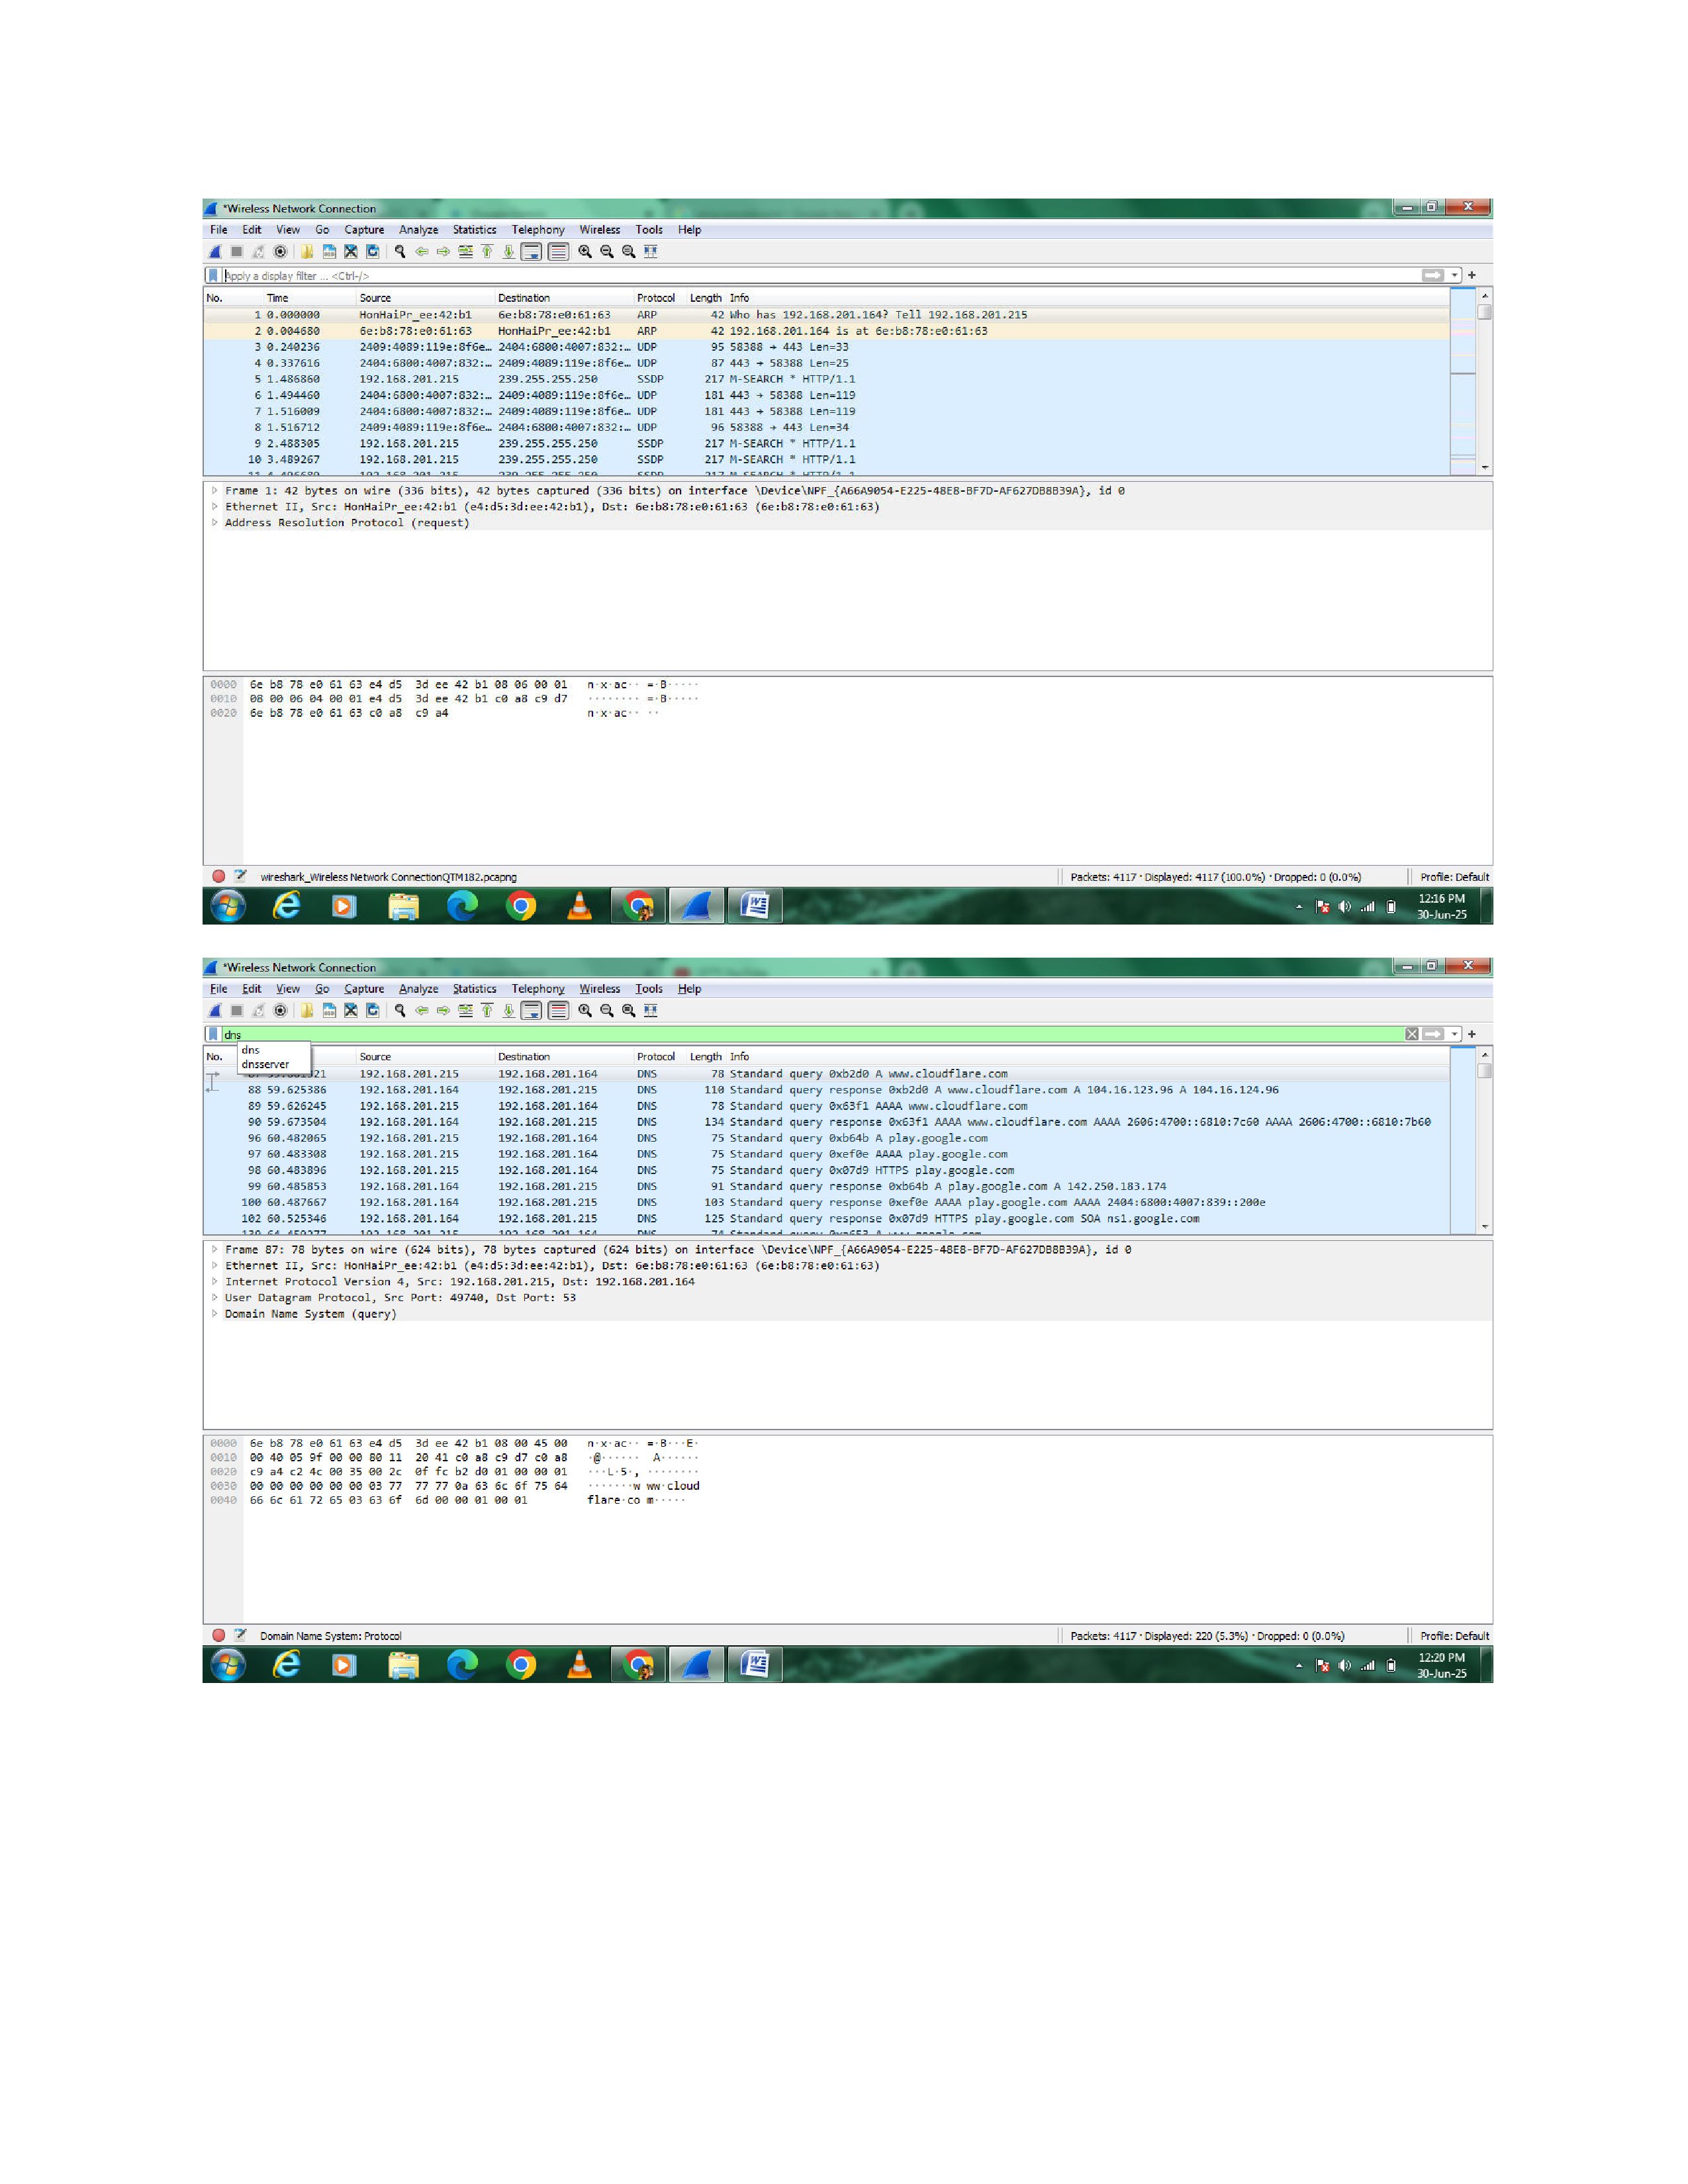 *Wireless Network Connection
File Edit View Go Capture Analyze Statistics Telephony Wireless Tools Help
Apply a display filter ... <Ctrl-/>
No. Time Source Destination Protocol Length Info
1 0.000000 HonHaiPr_ee:42:b1 6e:b8:78:e0:61:63 ARP 42 Who has 192.168.201.164? Tell 192.168.201.215
2 0.004680 6e:b8:78:e0:61:63 HonHaiPr_ee:42:b1 ARP 42 192.168.201.164 is at 6e:b8:78:e0:61:63
3 0.240236 2409:4089:119e:8f6e… 2404:6800:4007:832:… UDP 95 58388 → 443 Len=33
4 0.337616 2404:6800:4007:832:… 2409:4089:119e:8f6e… UDP 87 443 → 58388 Len=25
5 1.486860 192.168.201.215 239.255.255.250 SSDP 217 M-SEARCH * HTTP/1.1
6 1.494460 2404:6800:4007:832:… 2409:4089:119e:8f6e… UDP 181 443 → 58388 Len=119
7 1.516009 2404:6800:4007:832:… 2409:4089:119e:8f6e… UDP 181 443 → 58388 Len=119
8 1.516712 2409:4089:119e:8f6e… 2404:6800:4007:832:… UDP 96 58388 → 443 Len=34
9 2.488305 192.168.201.215 239.255.255.250 SSDP 217 M-SEARCH * HTTP/1.1
10 3.489267 192.168.201.215 239.255.255.250 SSDP 217 M-SEARCH * HTTP/1.1
Frame 1: 42 bytes on wire (336 bits), 42 bytes captured (336 bits) on interface \Device\NPF_{A66A9054-E225-48E8-BF7D-AF627DB8B39A}, id 0
Ethernet II, Src: HonHaiPr_ee:42:b1 (e4:d5:3d:ee:42:b1), Dst: 6e:b8:78:e0:61:63 (6e:b8:78:e0:61:63)
Address Resolution Protocol (request)
0000 6e b8 78 e0 61 63 e4 d5 3d ee 42 b1 08 06 00 01 n·x·ac·· =·B·····
0010 08 00 06 04 00 01 e4 d5 3d ee 42 b1 c0 a8 c9 d7 ········ =·B·····
0020 6e b8 78 e0 61 63 c0 a8 c9 a4 n·x·ac·· ··
wireshark_Wireless Network ConnectionQTM182.pcapng Packets: 4117 · Displayed: 4117 (100.0%) · Dropped: 0 (0.0%) Profile: Default
12:16 PM
30-Jun-25
*Wireless Network Connection
File Edit View Go Capture Analyze Statistics Telephony Wireless Tools Help
dns
dns
dnsserver
No. Source Destination Protocol Length Info
192.168.201.215 192.168.201.164 DNS 78 Standard query 0xb2d0 A www.cloudflare.com
88 59.625386 192.168.201.164 192.168.201.215 DNS 110 Standard query response 0xb2d0 A www.cloudflare.com A 104.16.123.96 A 104.16.124.96
89 59.626245 192.168.201.215 192.168.201.164 DNS 78 Standard query 0x63f1 AAAA www.cloudflare.com
90 59.673504 192.168.201.164 192.168.201.215 DNS 134 Standard query response 0x63f1 AAAA www.cloudflare.com AAAA 2606:4700::6810:7c60 AAAA 2606:4700::6810:7b60
96 60.482065 192.168.201.215 192.168.201.164 DNS 75 Standard query 0xb64b A play.google.com
97 60.483308 192.168.201.215 192.168.201.164 DNS 75 Standard query 0xef0e AAAA play.google.com
98 60.483896 192.168.201.215 192.168.201.164 DNS 75 Standard query 0x07d9 HTTPS play.google.com
99 60.485853 192.168.201.164 192.168.201.215 DNS 91 Standard query response 0xb64b A play.google.com A 142.250.183.174
100 60.487667 192.168.201.164 192.168.201.215 DNS 103 Standard query response 0xef0e AAAA play.google.com AAAA 2404:6800:4007:839::200e
102 60.525346 192.168.201.164 192.168.201.215 DNS 125 Standard query response 0x07d9 HTTPS play.google.com SOA ns1.google.com
Frame 87: 78 bytes on wire (624 bits), 78 bytes captured (624 bits) on interface \Device\NPF_{A66A9054-E225-48E8-BF7D-AF627DB8B39A}, id 0
Ethernet II, Src: HonHaiPr_ee:42:b1 (e4:d5:3d:ee:42:b1), Dst: 6e:b8:78:e0:61:63 (6e:b8:78:e0:61:63)
Internet Protocol Version 4, Src: 192.168.201.215, Dst: 192.168.201.164
User Datagram Protocol, Src Port: 49740, Dst Port: 53
Domain Name System (query)
0000 6e b8 78 e0 61 63 e4 d5 3d ee 42 b1 08 00 45 00 n·x·ac·· =·B···E·
0010 00 40 05 9f 00 00 80 11 20 41 c0 a8 c9 d7 c0 a8 ·@······ A······
0020 c9 a4 c2 4c 00 35 00 2c 0f fc b2 d0 01 00 00 01 ···L·5·, ········
0030 00 00 00 00 00 00 03 77 77 77 0a 63 6c 6f 75 64 ·······w ww·cloud
0040 66 6c 61 72 65 03 63 6f 6d 00 00 01 00 01 flare·co m·····
Domain Name System: Protocol Packets: 4117 · Displayed: 220 (5.3%) · Dropped: 0 (0.0%) Profile: Default
12:20 PM
30-Jun-25